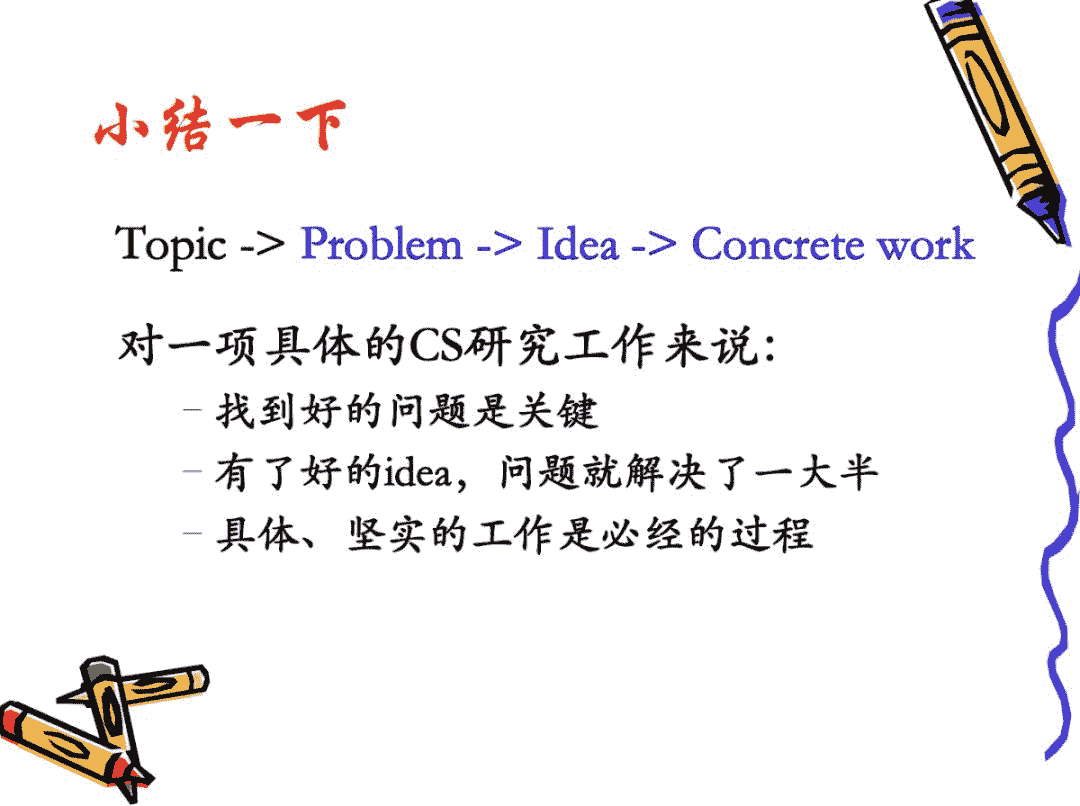 小结一下
Topic -> Problem -> Idea -> Concrete work
对一项具体的CS研究工作来说：
– 找到好的问题是关键
– 有了好的idea，问题就解决了一大半
– 具体、坚实的工作是必经的过程